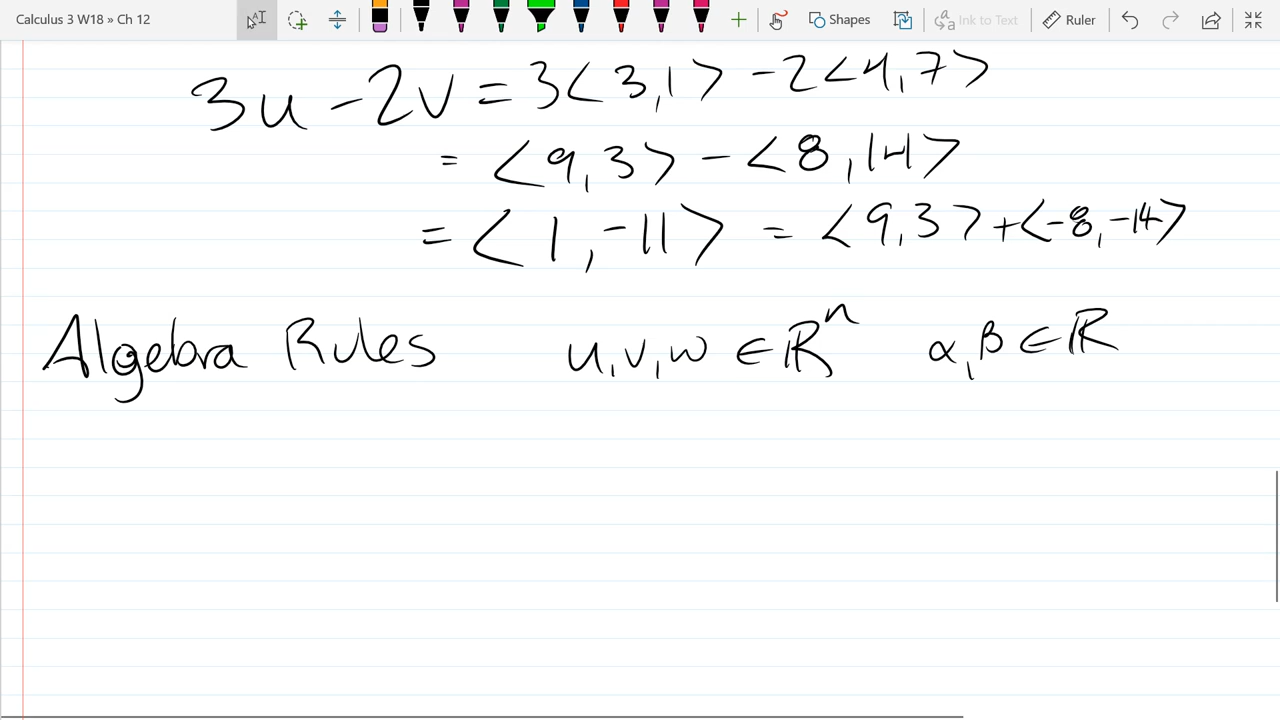 Calculus 3 W18 » Ch 12
Shapes
Ink to Text
Ruler
3u - 2v = 3<3,1> - 2<4,7>
= <9,3> - <8,14>
= <1,-11> = <9,3> + <-8,-14>
Algebra Rules u,v,w ∈ ℝⁿ α,β ∈ ℝ